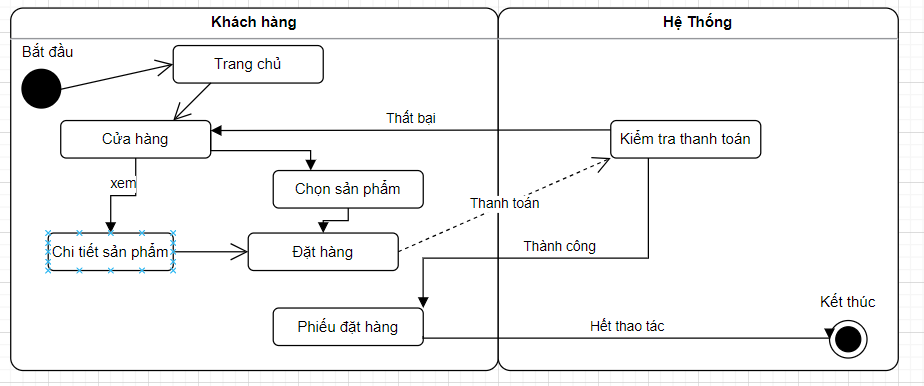 Khách hàng
Hệ Thống
Bắt đầu
Trang chủ
Thất bại
Cửa hàng
Kiểm tra thanh toán
xem
Chọn sản phẩm
Thanh toán
Chi tiết sản phẩm
Đặt hàng
Thành công
Kết thúc
Phiếu đặt hàng
Hết thao tác